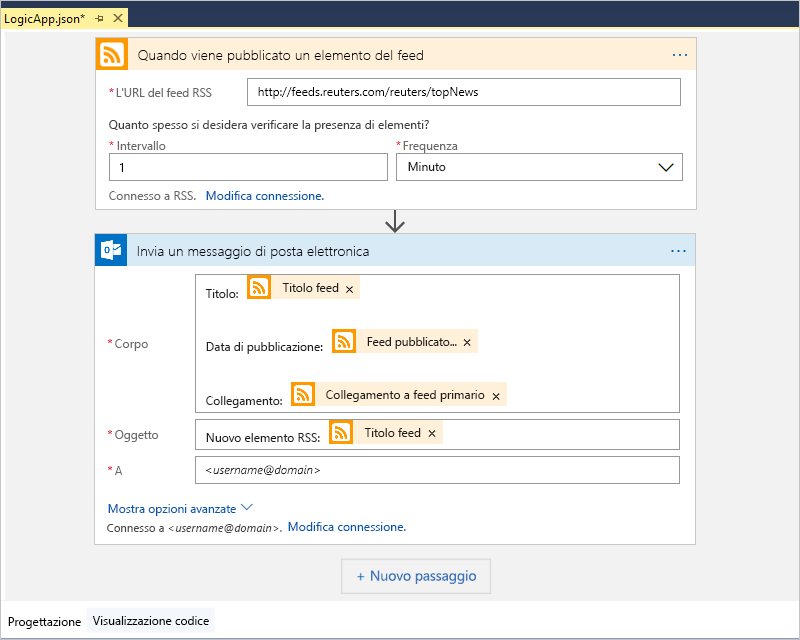 LogicApp.json*
Quando viene pubblicato un elemento del feed
* L'URL del feed RSS http://feeds.reuters.com/reuters/topNews
Quanto spesso si desidera verificare la presenza di elementi?
* Intervallo * Frequenza
1 Minuto
Connesso a RSS. Modifica connessione.
Invia un messaggio di posta elettronica
Titolo: Titolo feed ×
* Corpo Data di pubblicazione: Feed pubblicato... ×
Collegamento: Collegamento a feed primario ×
* Oggetto Nuovo elemento RSS: Titolo feed ×
* A <username@domain>
Mostra opzioni avanzate
Connesso a <username@domain>. Modifica connessione.
+ Nuovo passaggio
Progettazione Visualizzazione codice